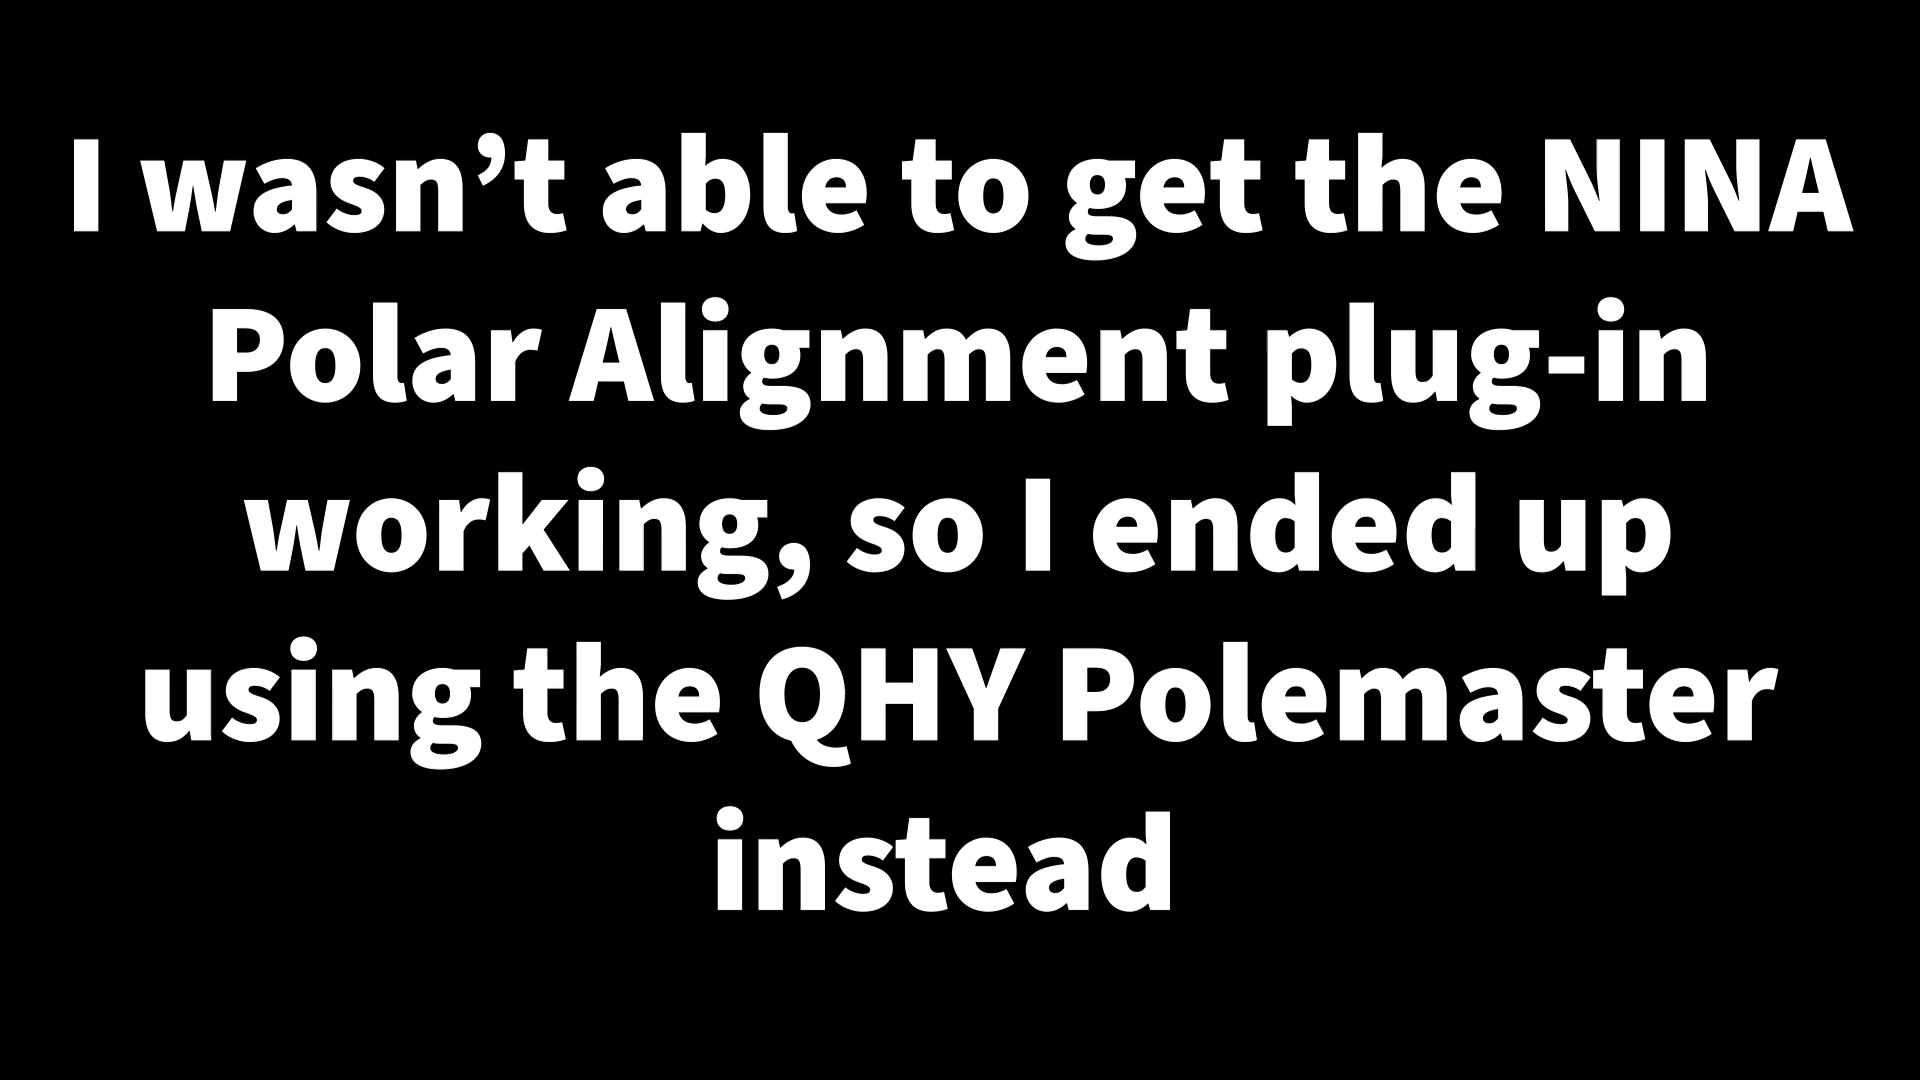 I wasn’t able to get the NINA
Polar Alignment plug-in
working, so I ended up
using the QHY Polemaster
instead